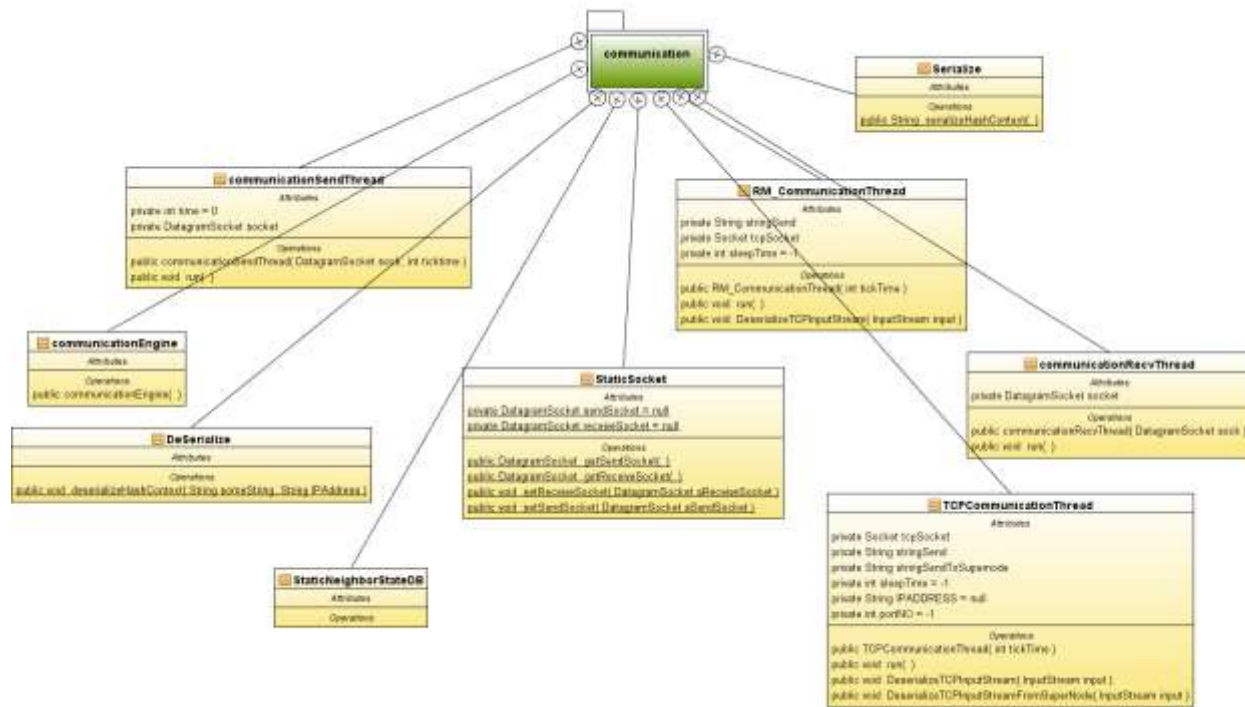 communication
Serialize
Attributes
Operations
public String serializeHashContext( )
communicationSendThread
Attributes
private int time = 0
private DatagramSocket socket
Operations
public communicationSendThread( DatagramSocket sock, int ticktime )
public void run( )
RM_CommunicationThread
Attributes
private String stringSend
private Socket tcpSocket
private int sleepTime = -1
Operations
public RM_CommunicationThread( int tickTime )
public void run( )
public void DeserializeTCPInputStream( InputStream input )
communicationEngine
Attributes
Operations
public communicationEngine( )
communicationRecvThread
Attributes
private DatagramSocket socket
Operations
public communicationRecvThread( DatagramSocket sock )
public void run( )
StaticSocket
Attributes
private DatagramSocket sendSocket = null
private DatagramSocket receiveSocket = null
Operations
public DatagramSocket getSendSocket( )
public DatagramSocket getReceiveSocket( )
public void setReceiveSocket( DatagramSocket aReceiveSocket )
public void setSendSocket( DatagramSocket aSendSocket )
DeSerialize
Attributes
Operations
public void deserializeHashContext( String parseString, String IPAddress )
TCPCommunicationThread
Attributes
private Socket tcpSocket
private String stringSend
private String stringSendToSupernode
private int sleepTime = -1
private String IPADDRESS = null
private int portNO = -1
Operations
public TCPCommunicationThread( int tickTime )
public void run( )
public void DeserializeTCPInputStream( InputStream input )
public void DeserializeTCPInputStreamFromSuperNode( InputStream input )
StaticNeighborStateDB
Attributes
Operations